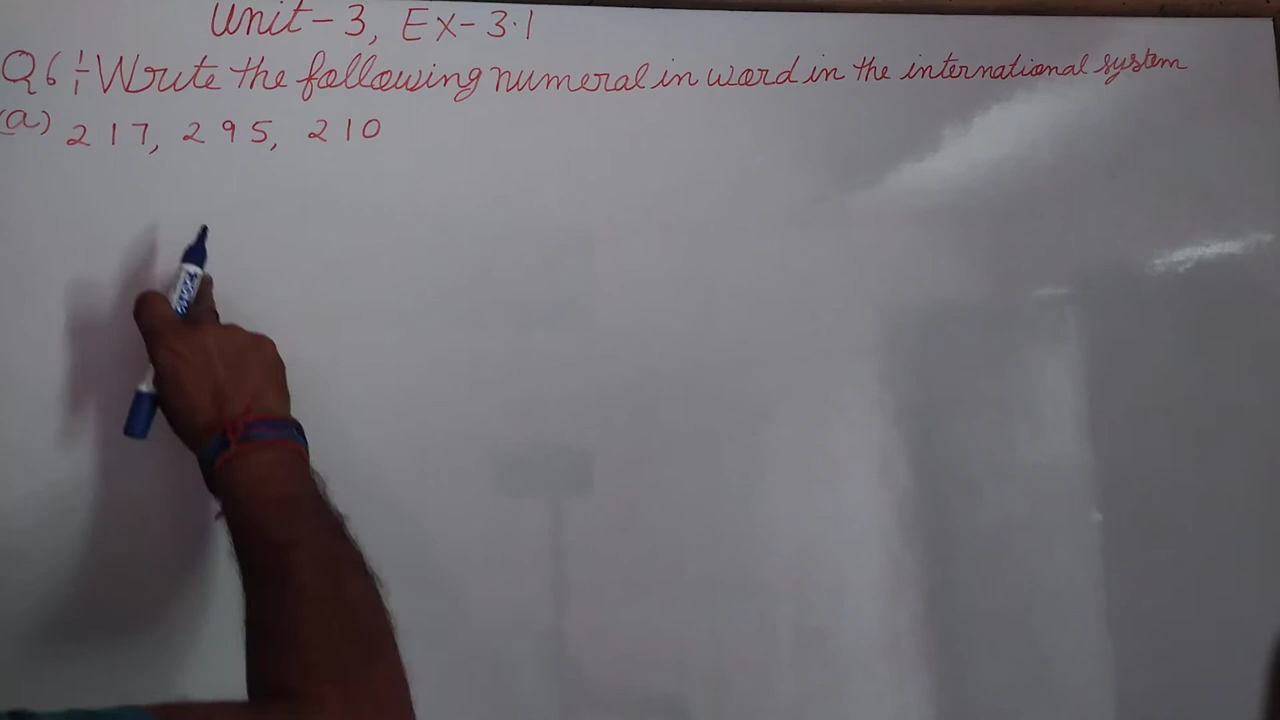 Unit-3, Ex-3.1
Q6:- Write the following numeral in word in the international system
(a) 217, 295, 210